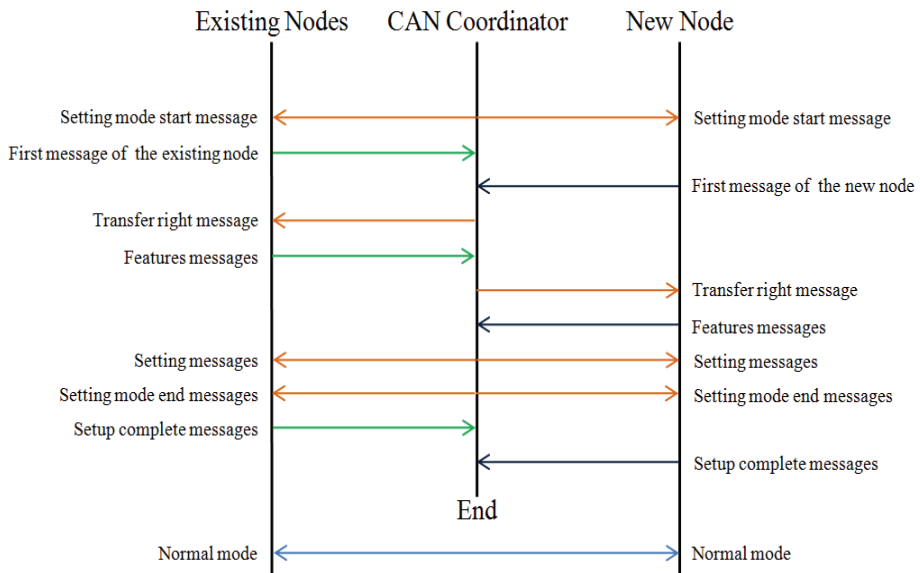 Existing Nodes CAN Coordinator New Node
Setting mode start message Setting mode start message
First message of the existing node
First message of the new node
Transfer right message
Features messages
Transfer right message
Features messages
Setting messages Setting messages
Setting mode end messages Setting mode end messages
Setup complete messages
Setup complete messages
End
Normal mode Normal mode